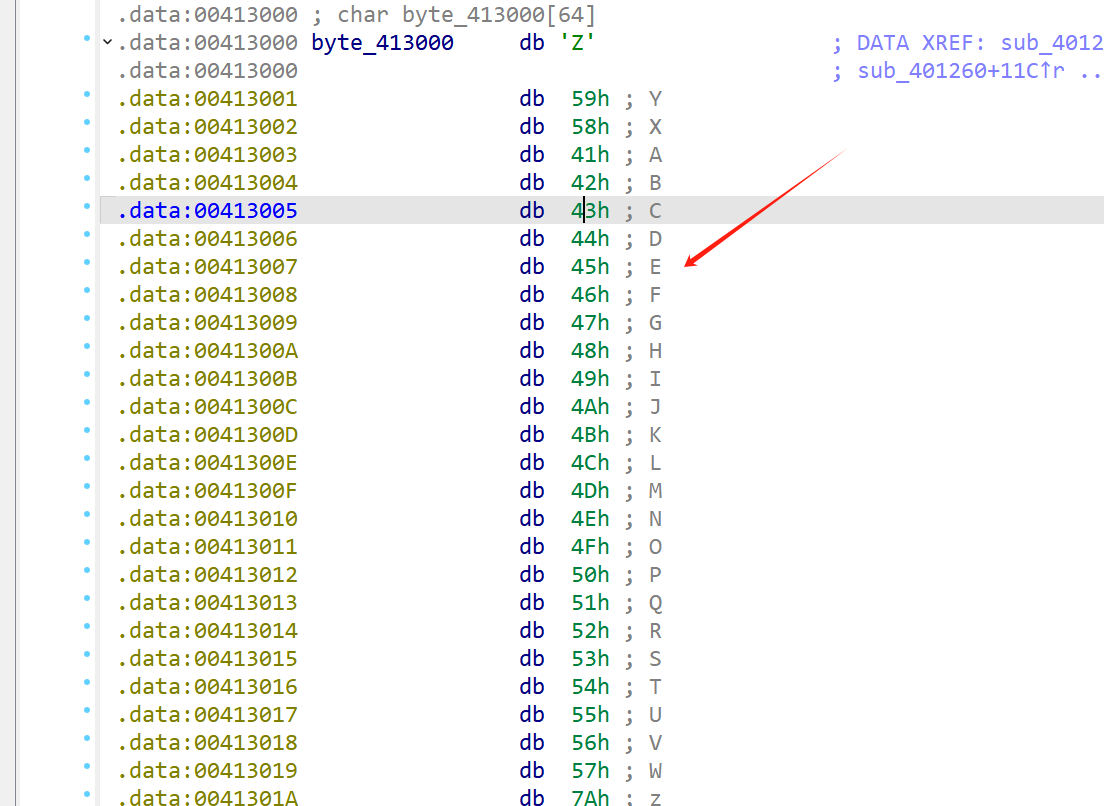 .data:00413000 ; char byte_413000[64]
.data:00413000 byte_413000 db 'Z' ; DATA XREF: sub_4012
.data:00413000 ; sub_401260+11C↑r ..
.data:00413001 db 59h ; Y
.data:00413002 db 58h ; X
.data:00413003 db 41h ; A
.data:00413004 db 42h ; B
.data:00413005 db 43h ; C
.data:00413006 db 44h ; D
.data:00413007 db 45h ; E
.data:00413008 db 46h ; F
.data:00413009 db 47h ; G
.data:0041300A db 48h ; H
.data:0041300B db 49h ; I
.data:0041300C db 4Ah ; J
.data:0041300D db 4Bh ; K
.data:0041300E db 4Ch ; L
.data:0041300F db 4Dh ; M
.data:00413010 db 4Eh ; N
.data:00413011 db 4Fh ; O
.data:00413012 db 50h ; P
.data:00413013 db 51h ; Q
.data:00413014 db 52h ; R
.data:00413015 db 53h ; S
.data:00413016 db 54h ; T
.data:00413017 db 55h ; U
.data:00413018 db 56h ; V
.data:00413019 db 57h ; W
.data:0041301A db 7Ah ; z